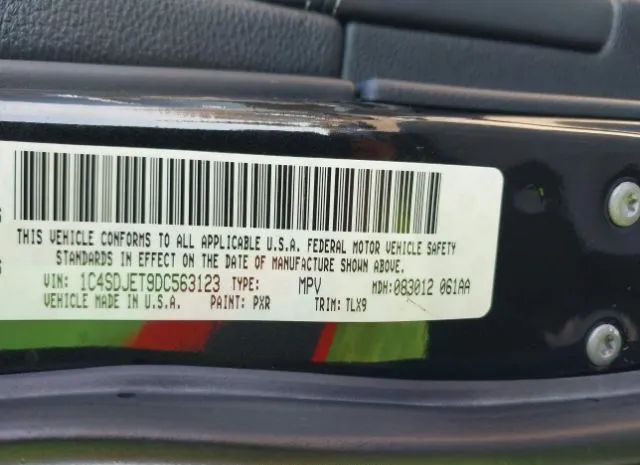 THIS VEHICLE CONFORMS TO ALL APPLICABLE U.S.A. FEDERAL MOTOR VEHICLE SAFETY
STANDARDS IN EFFECT ON THE DATE OF MANUFACTURE SHOWN ABOVE.
VIN: 1C4SDJET9DC563123 TYPE: MPV MDH:083012 061AA
VEHICLE MADE IN U.S.A. PAINT: PXR TRIM: TLX9